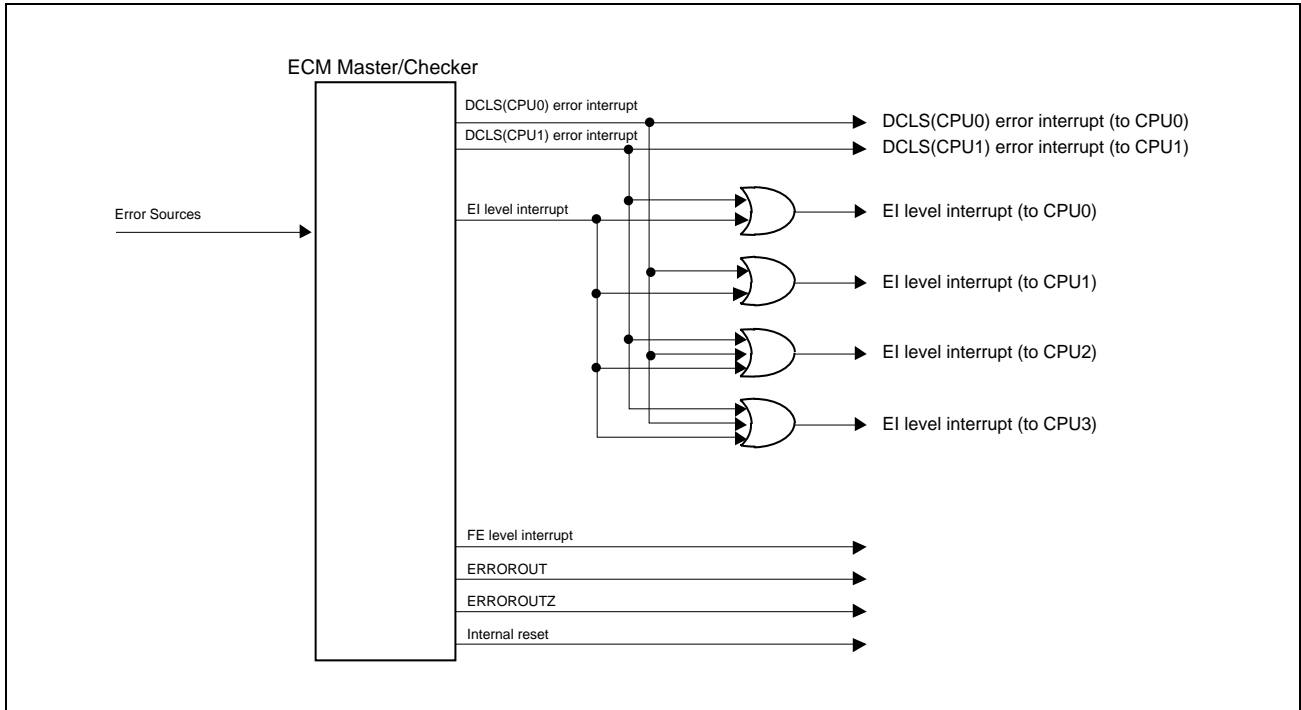 ECM Master/Checker
DCLS(CPU0) error interrupt
DCLS(CPU0) error interrupt (to CPU0)
DCLS(CPU1) error interrupt
DCLS(CPU1) error interrupt (to CPU1)
Error Sources
EI level interrupt
EI level interrupt (to CPU0)
EI level interrupt (to CPU1)
EI level interrupt (to CPU2)
EI level interrupt (to CPU3)
FE level interrupt
ERROROUT
ERROROUTZ
Internal reset